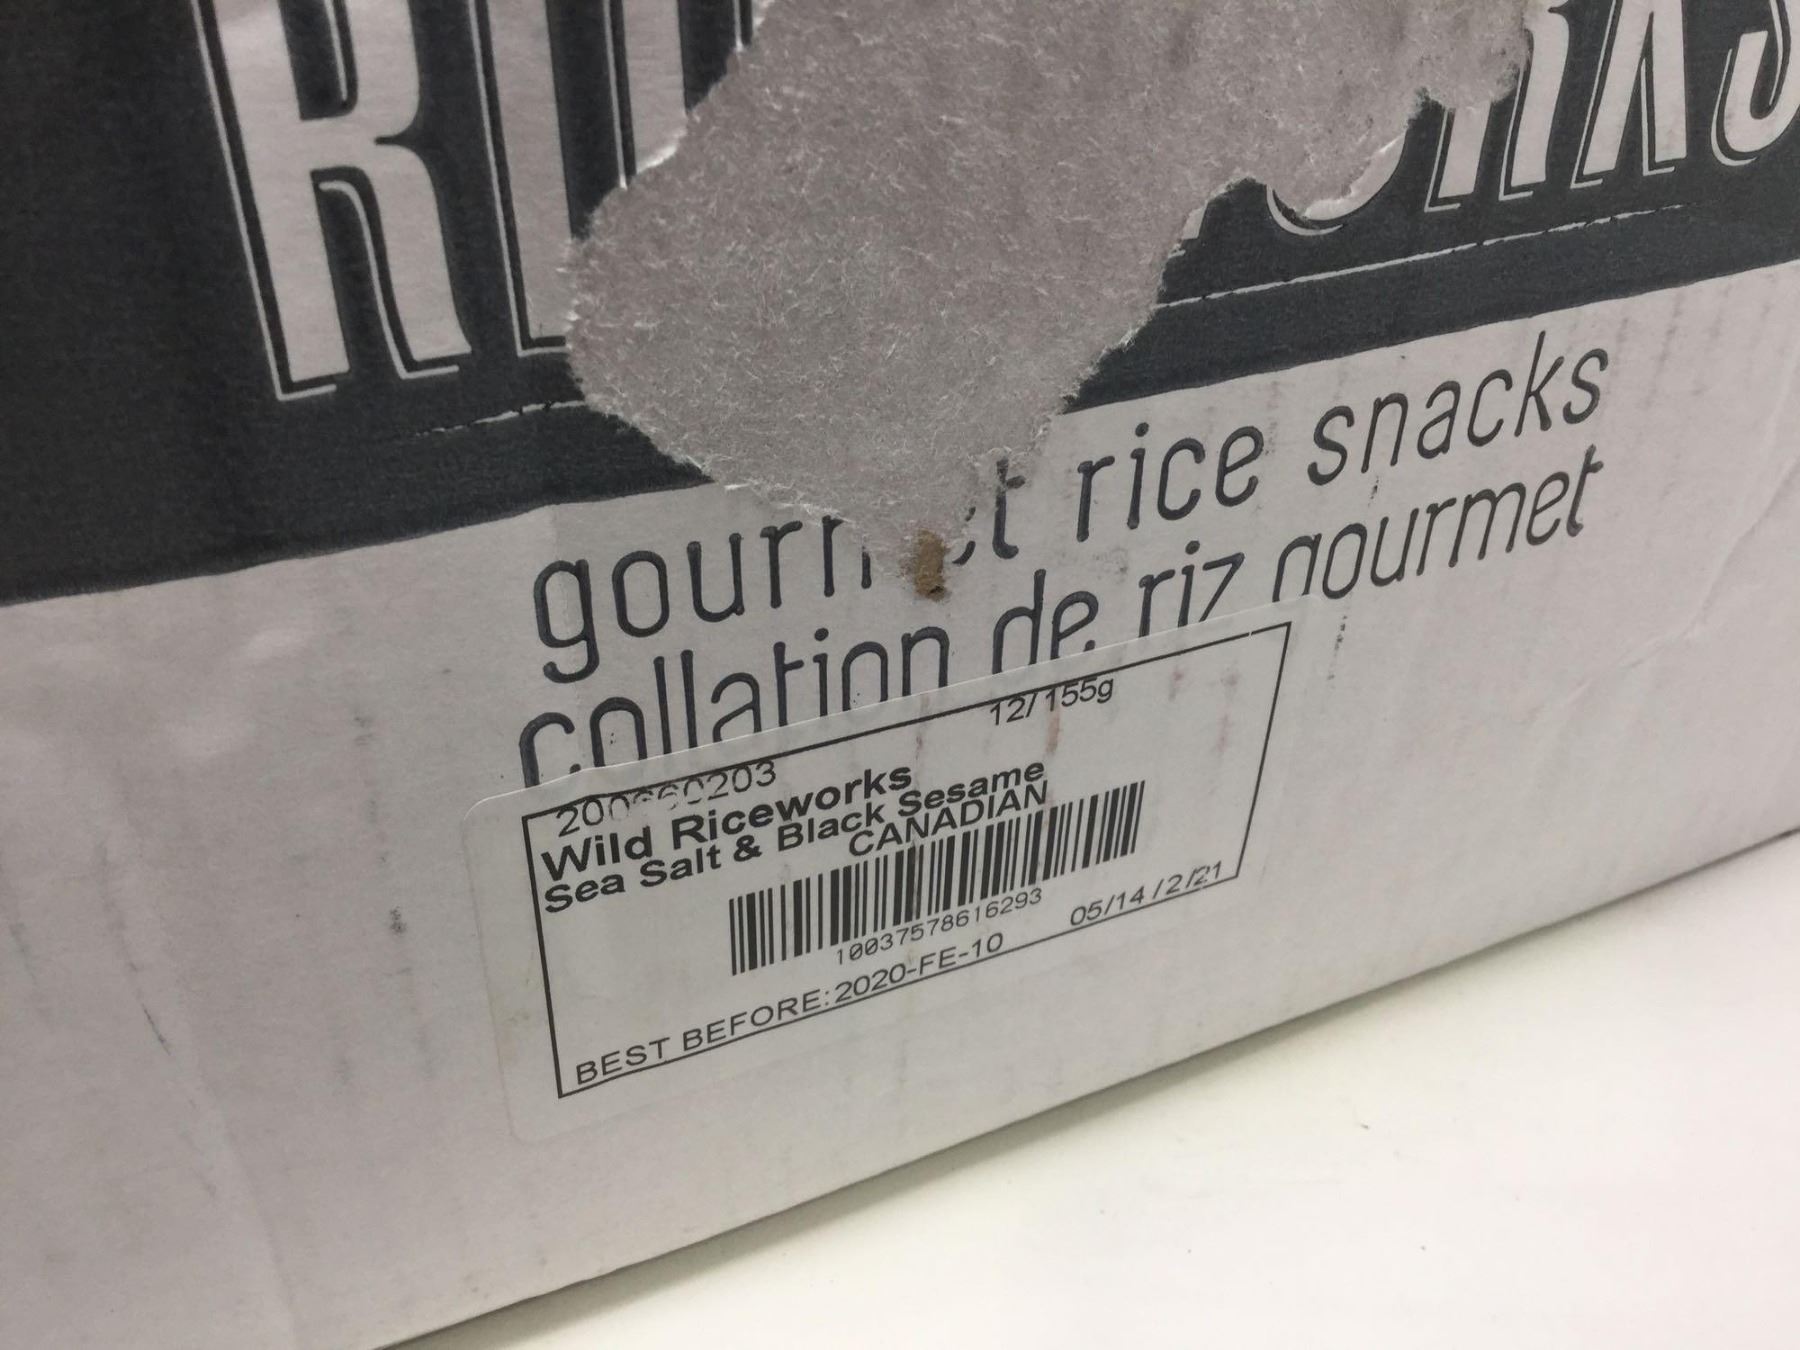 gourmet rice snacks
collation de riz gourmet
12/155g
Wild Riceworks
Sea Salt & Black Sesame
CANADIAN
10037578616293
BEST BEFORE:2020-FE-10
05/14/2/21